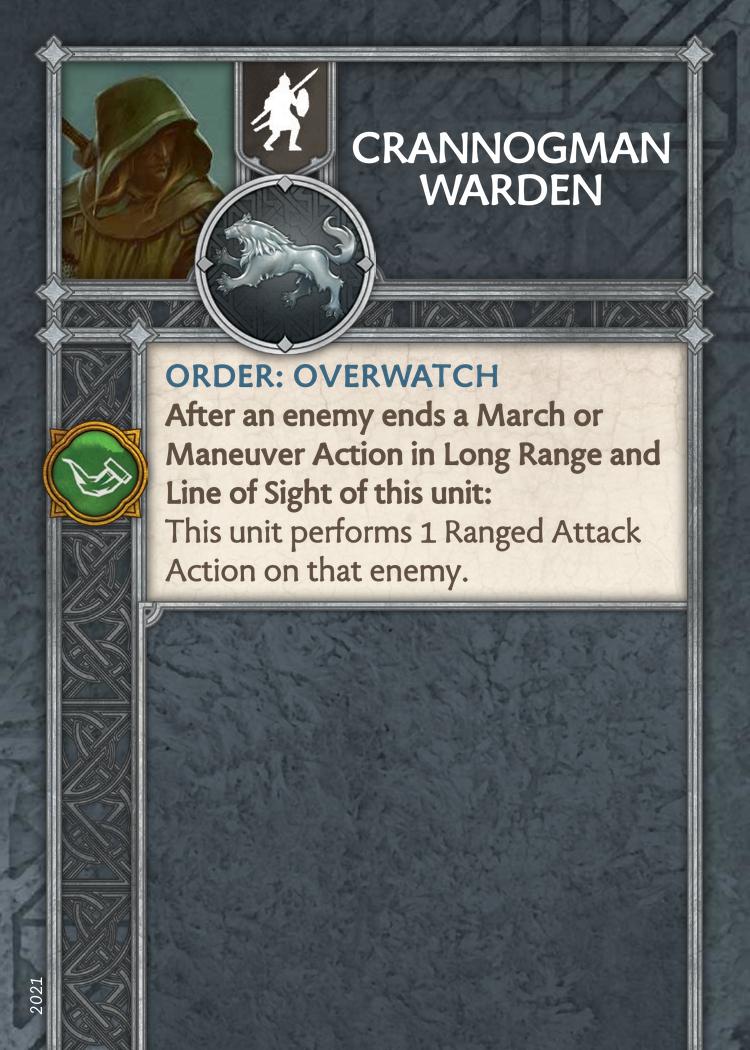 CRANNOGMAN
WARDEN
ORDER: OVERWATCH
After an enemy ends a March or
Maneuver Action in Long Range and
Line of Sight of this unit:
This unit performs 1 Ranged Attack
Action on that enemy.
2021